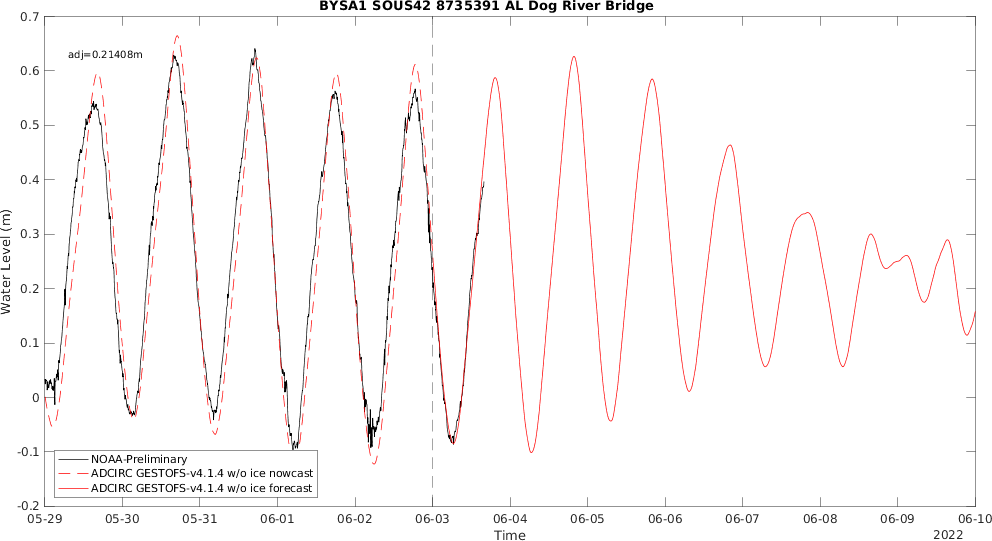 BYSA1 SOUS42 8735391 AL Dog River Bridge
adj=0.21408m
Water Level (m)
0.7
0.6
0.5
0.4
0.3
0.2
0.1
0
-0.1
-0.2
NOAA-Preliminary
ADCIRC GESTOFS-v4.1.4 w/o ice nowcast
ADCIRC GESTOFS-v4.1.4 w/o ice forecast
05-29 05-30 05-31 06-01 06-02 06-03 06-04 06-05 06-06 06-07 06-08 06-09 06-10
Time
2022